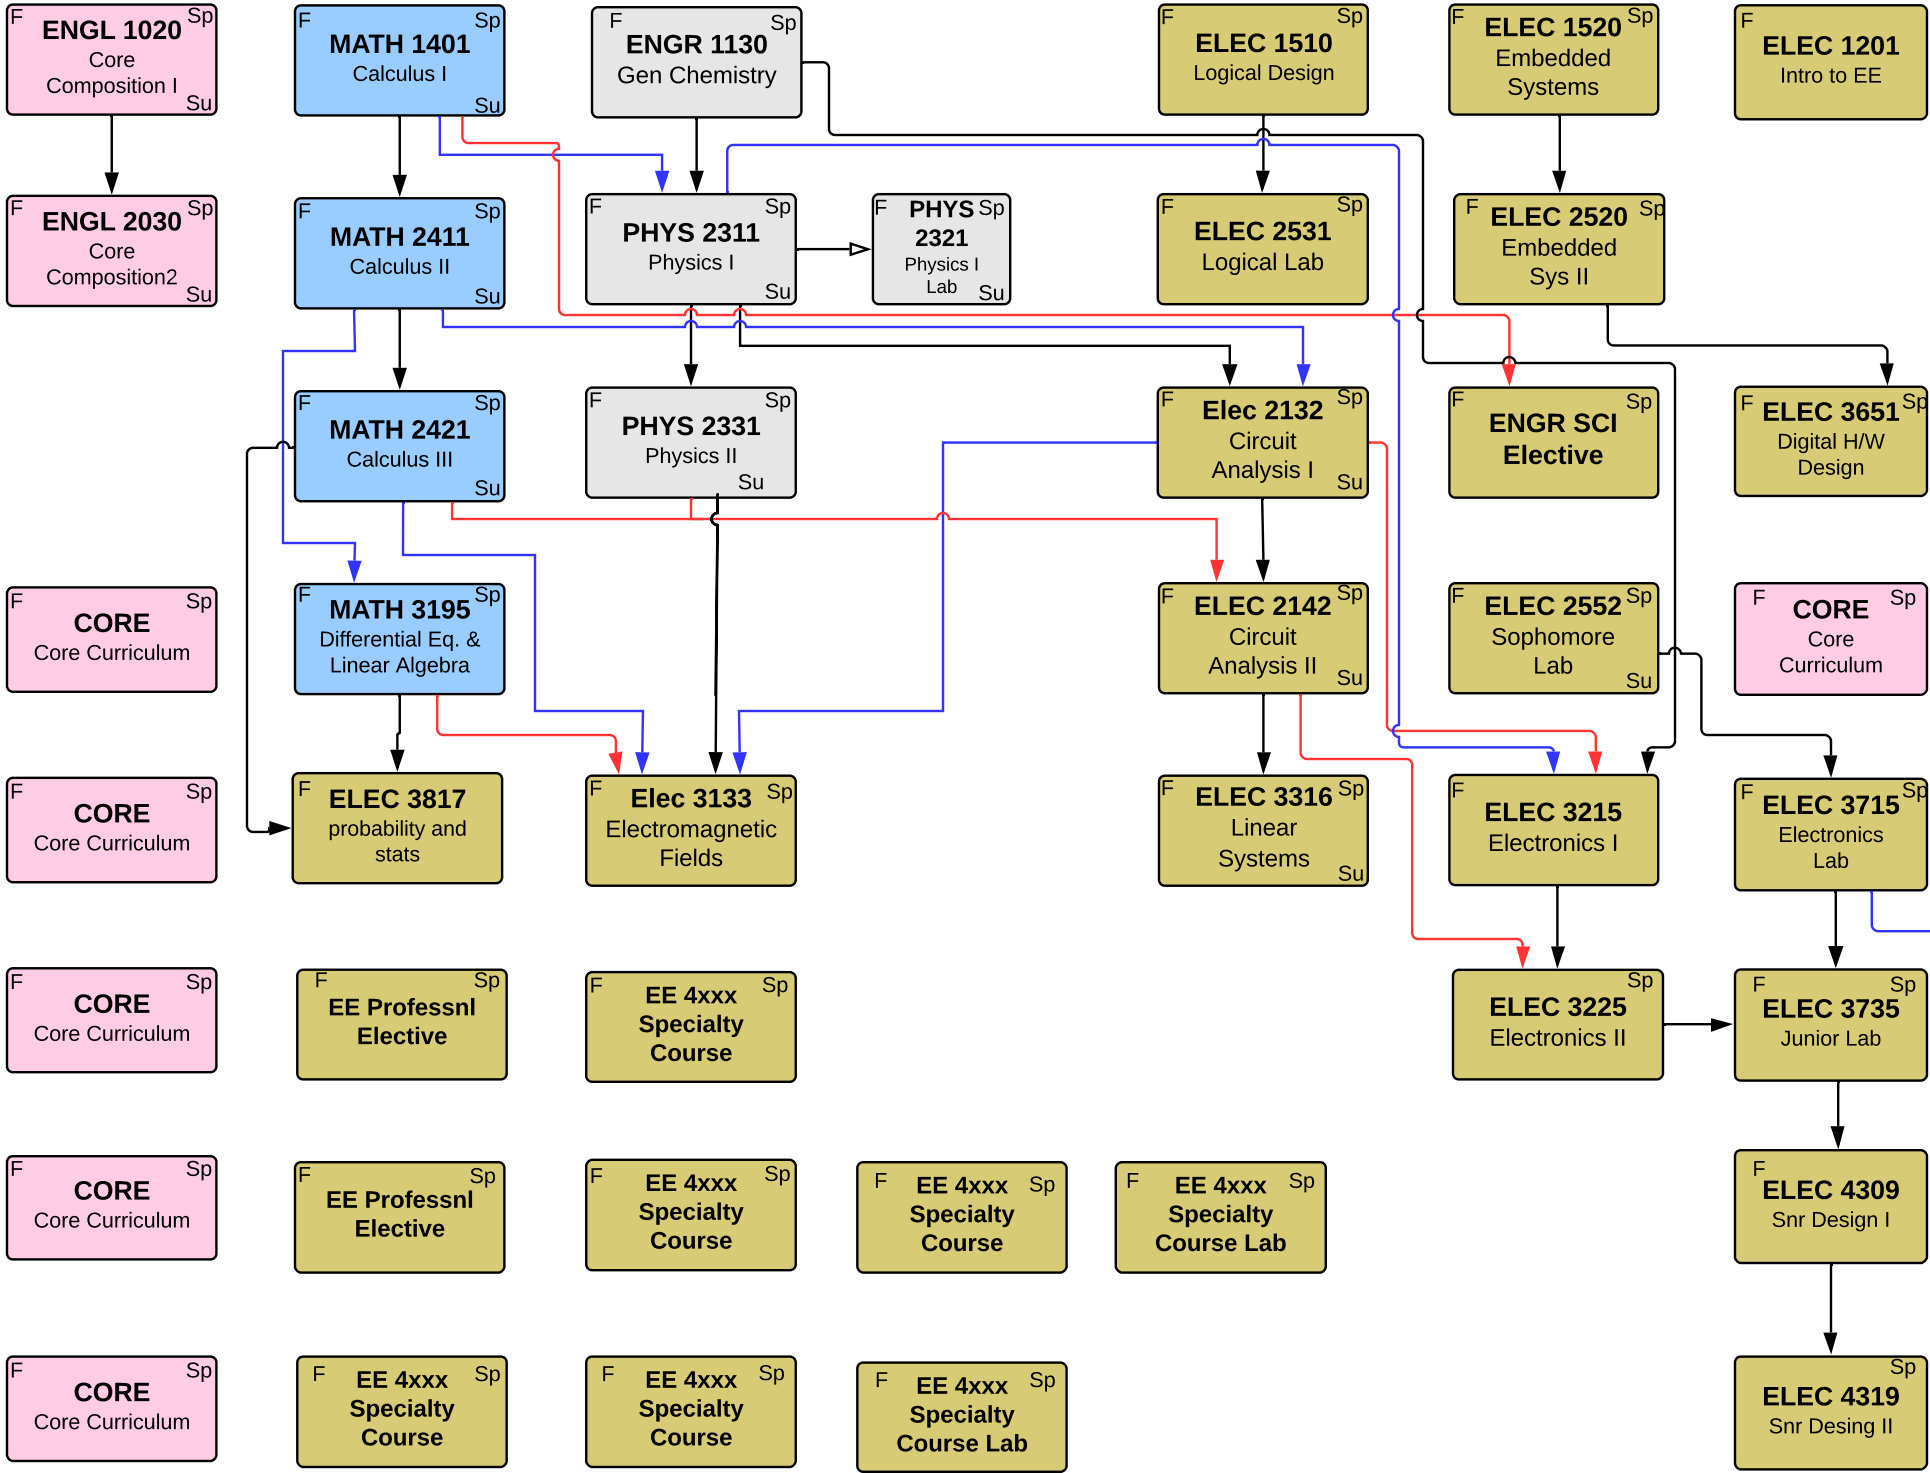 F Sp
ENGL 1020
Core
Composition I
Su
F Sp
MATH 1401
Calculus I
Su
F Sp
ENGR 1130
Gen Chemistry
F Sp
ELEC 1510
Logical Design
F Sp
ELEC 1520
Embedded
Systems
F
ELEC 1201
Intro to EE
F Sp
ENGL 2030
Core
Composition2
Su
F Sp
MATH 2411
Calculus II
Su
F Sp
PHYS 2311
Physics I
Su
F PHYS Sp
2321
Physics I
Lab
Su
F Sp
ELEC 2531
Logical Lab
F Sp
ELEC 2520
Embedded
Sys II
F Sp
MATH 2421
Calculus III
Su
F Sp
PHYS 2331
Physics II
Su
F Sp
Elec 2132
Circuit
Analysis I
Su
F Sp
ENGR SCI
Elective
F Sp
ELEC 3651
Digital H/W
Design
F Sp
CORE
Core Curriculum
F Sp
MATH 3195
Differential Eq. &
Linear Algebra
F Sp
ELEC 2142
Circuit
Analysis II
Su
F Sp
ELEC 2552
Sophomore
Lab
Su
F Sp
CORE
Core
Curriculum
F Sp
CORE
Core Curriculum
F
ELEC 3817
probability and
stats
F Sp
Elec 3133
Electromagnetic
Fields
F Sp
ELEC 3316
Linear
Systems
Su
F
ELEC 3215
Electronics I
F Sp
ELEC 3715
Electronics
Lab
F Sp
CORE
Core Curriculum
F Sp
EE Professnl
Elective
F Sp
EE 4xxx
Specialty
Course
Sp
ELEC 3225
Electronics II
F Sp
ELEC 3735
Junior Lab
F Sp
CORE
Core Curriculum
F Sp
EE Professnl
Elective
F Sp
EE 4xxx
Specialty
Course
F Sp
EE 4xxx
Specialty
Course
F Sp
EE 4xxx
Specialty
Course Lab
F
ELEC 4309
Snr Design I
F Sp
CORE
Core Curriculum
F Sp
EE 4xxx
Specialty
Course
F Sp
EE 4xxx
Specialty
Course
F Sp
EE 4xxx
Specialty
Course Lab
Sp
ELEC 4319
Snr Desing II